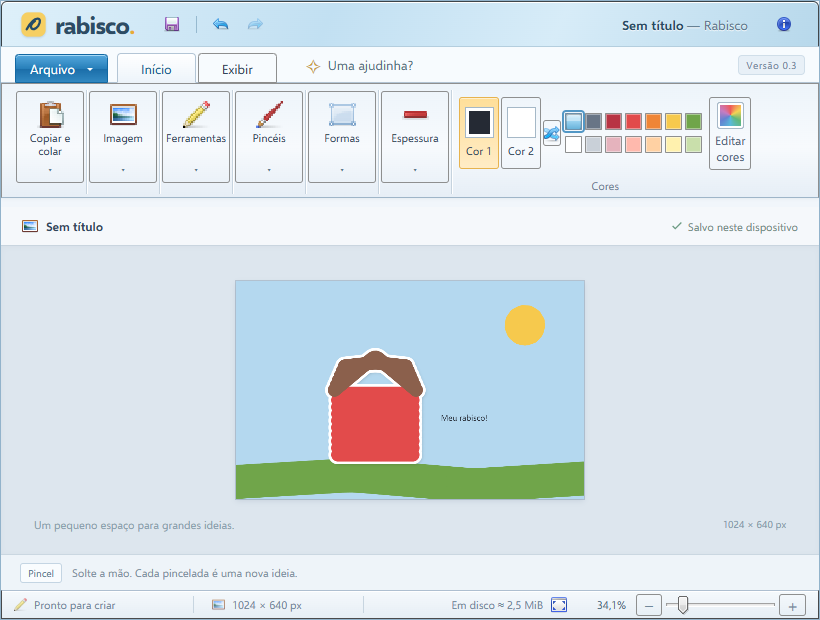 rabisco.
Sem título — Rabisco
Arquivo
Início
Exibir
Uma ajudinha?
Versão 0.3
Copiar e
colar
Imagem
Ferramentas
Pincéis
Formas
Espessura
Cor 1
Cor 2
Editar
cores
Cores
Sem título
Salvo neste dispositivo
Meu rabisco!
Um pequeno espaço para grandes ideias.
1024 × 640 px
Pincel
Solte a mão. Cada pincelada é uma nova ideia.
Pronto para criar
1024 × 640 px
Em disco ≈ 2,5 MiB
34,1%